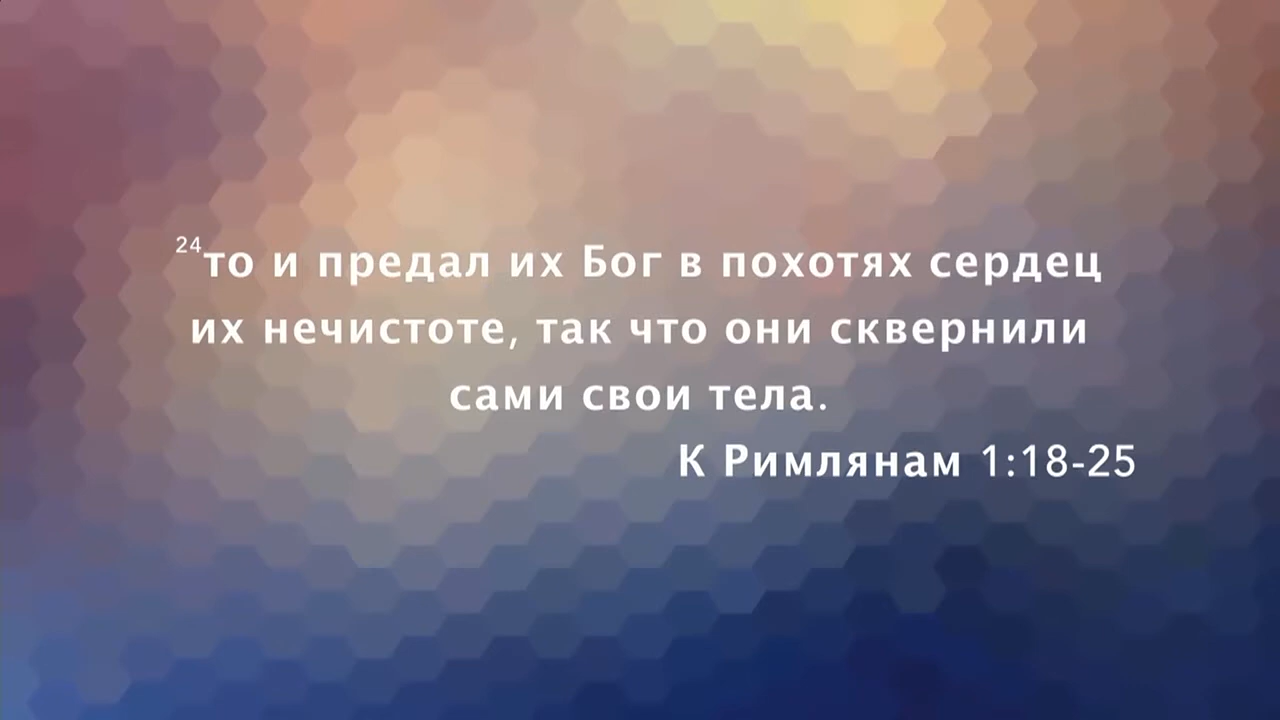 24то и предал их Бог в похотях сердец
их нечистоте, так что они сквернили
сами свои тела.
К Римлянам 1:18-25